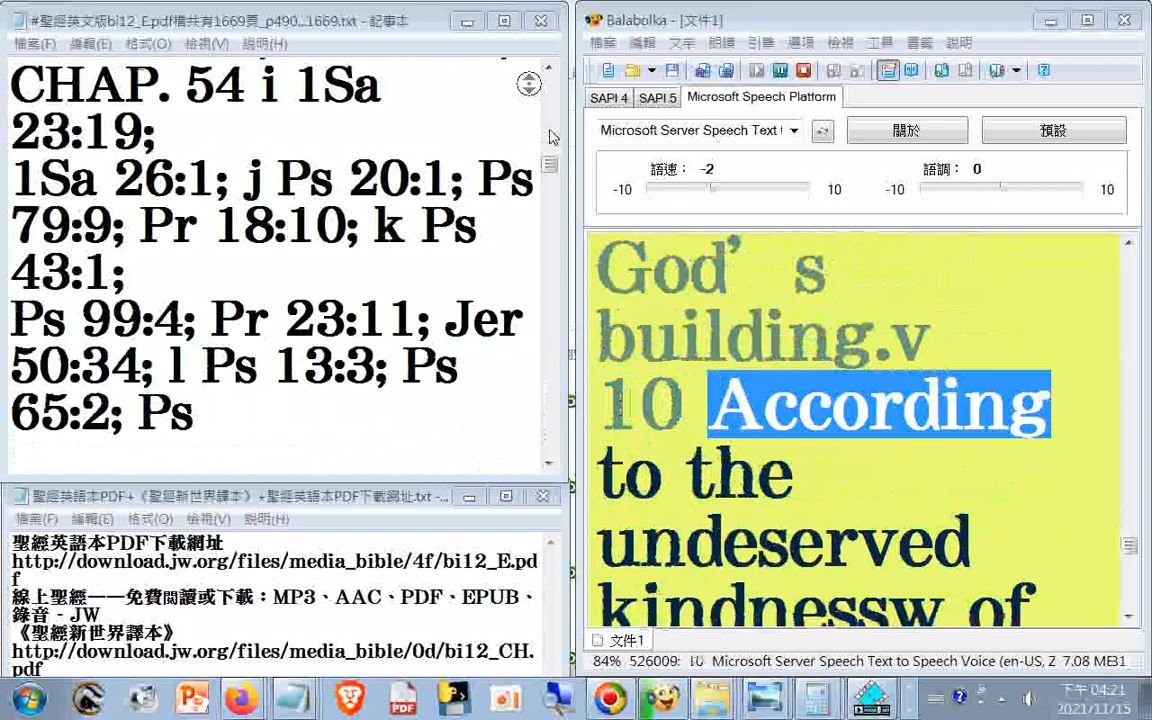 #聖經英文版bi12_E.pdf檔共有1669頁_p490,..1669.txt - 記事本
檔案(F) 編輯(E) 格式(O) 檢視(V) 說明(H)
CHAP. 54 i 1Sa
23:19;
1Sa 26:1; j Ps 20:1; Ps
79:9; Pr 18:10; k Ps
43:1;
Ps 99:4; Pr 23:11; Jer
50:34; l Ps 13:3; Ps
65:2; Ps
聖經英語本PDF+《聖經新世界譯本》+聖經英語本PDF下載網址.txt - ...
檔案(F) 編輯(E) 格式(O) 檢視(V) 說明(H)
聖經英語本PDF下載網址
http://download.jw.org/files/media_bible/4f/bi12_E.pd
f
線上聖經——免費閱讀或下載：MP3、AAC、PDF、EPUB、
錄音 - JW
《聖經新世界譯本》
http://download.jw.org/files/media_bible/0d/bi12_CH.
pdf
Balabolka - [文件1]
檔案 編輯 文字 朗讀 引擎 選項 檢視 工具 書籤 說明
SAPI 4 SAPI 5 Microsoft Speech Platform
Microsoft Server Speech Text 關於 預設
語速： -2 語調： 0
-10 10 -10 10
God’s
building.v
10 According
to the
undeserved
kindnessw of
文件1
84% 526009: Microsoft Server Speech Text to Speech Voice (en-US, Z 7.08 MB
下午 04:21
2021/11/15